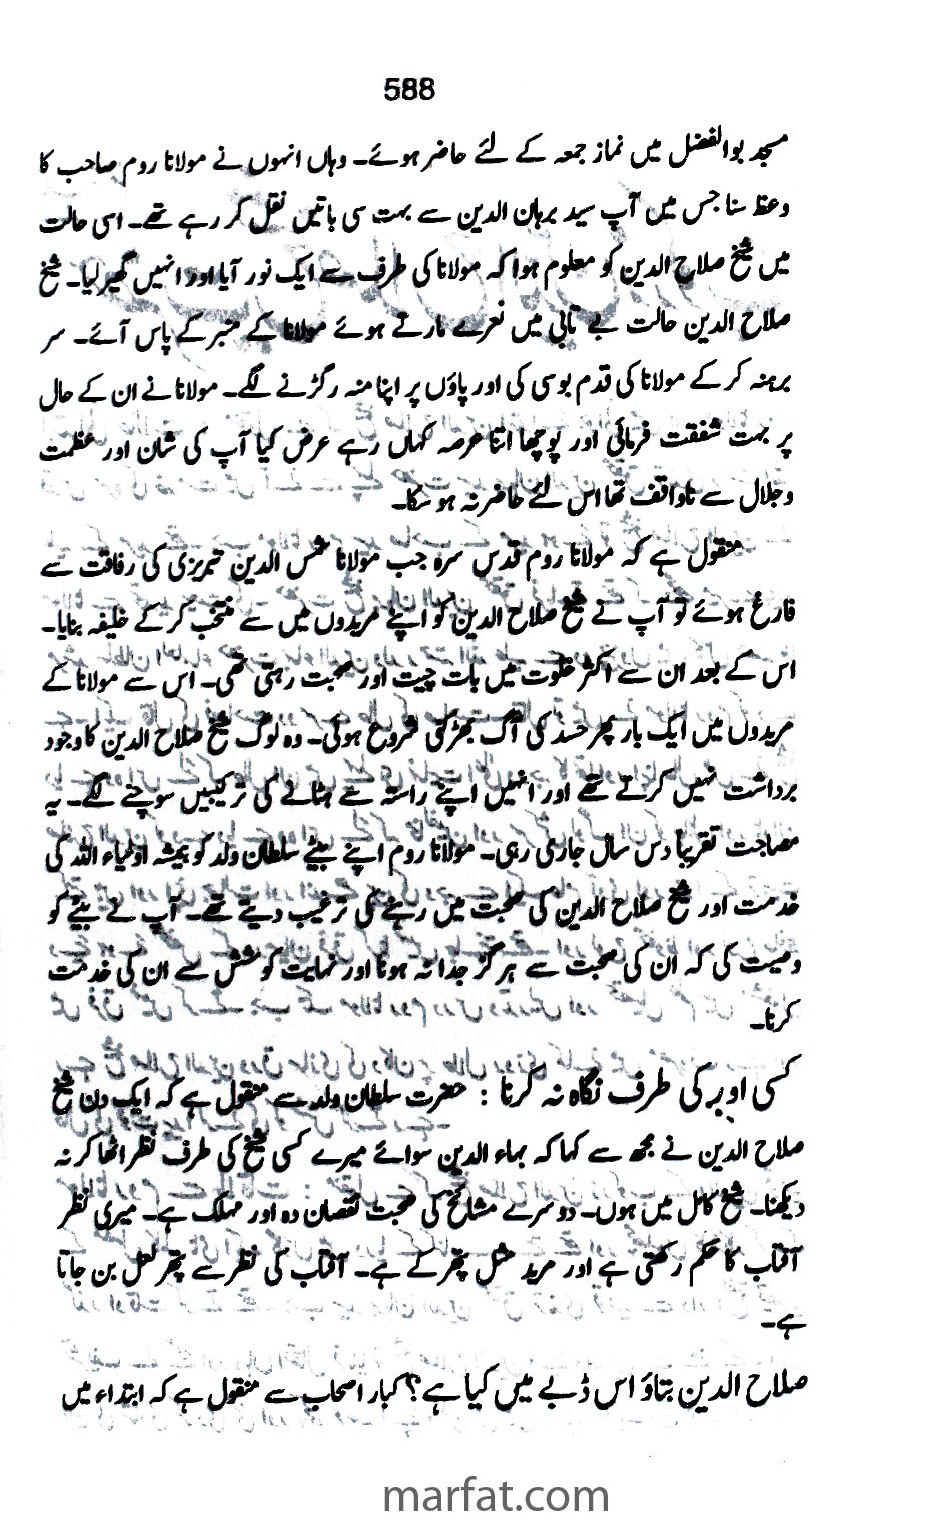 588
مسجد بوالفضل میں نماز جمعہ کے لئے حاضر ہوئے۔ وہاں انہوں نے مولانا روم صاحب کا
وعظ سنا جس میں آپ سید برہان الدین سے بہت سی باتیں نقل کر رہے تھے۔ اسی حالت
میں شیخ صلاح الدین کو معلوم ہوا کہ مولانا کی طرف سے ایک نور آیا اور انہیں گھیر لیا۔ شیخ
صلاح الدین حالت بے تابی میں نعرے مارتے ہوئے مولانا کے منبر کے پاس آئے۔ سر
برہنہ کر کے مولانا کی قدم بوسی کی اور پاؤں پر اپنا منہ رگڑنے لگے۔ مولانا نے ان کے حال
پر بہت شفقت فرمائی اور پوچھا اتنا عرصہ کہاں رہے عرض کیا آپ کی شان اور عظمت
و جلال سے ناواقف تھا اس لئے حاضر نہ ہو سکا۔
منقول ہے کہ مولانا روم قدس سرہ جب مولانا شمس الدین تبریزی کی رفاقت سے
فارغ ہوئے تو آپ نے شیخ صلاح الدین کو اپنے مریدوں میں سے منتخب کر کے خلیفہ بنایا۔
اس کے بعد ان سے اکثر خلوت میں بات چیت اور صحبت رہتی تھی۔ اس سے مولانا کے
مریدوں میں ایک بار پھر حسد کی آگ بھڑکنی شروع ہوئی۔ وہ لوگ شیخ صلاح الدین کا وجود
برداشت نہیں کرتے تھے اور انہیں اپنے راستہ سے ہٹانے کی ترکیبیں سوچنے لگے۔ یہ
مصاحبت تقریباً دس سال جاری رہی۔ مولانا روم اپنے بیٹے سلطان ولد کو ہمیشہ اولیاء اللہ کی
خدمت اور شیخ صلاح الدین کی صحبت میں رہنے کی ترغیب دیتے تھے۔ آپ نے بیٹے کو
وصیت کی کہ ان کی صحبت سے ہرگز جدا نہ ہونا اور نہایت کوشش سے ان کی خدمت
کرنا۔
کسی اور کی طرف نگاہ نہ کرنا : حضرت سلطان ولد سے منقول ہے کہ ایک دن شیخ
صلاح الدین نے مجھ سے کہا کہ بہاء الدین سوائے میرے کسی شیخ کی طرف نظر اٹھا کر نہ
دیکھنا۔ شیخ کامل میں ہوں۔ دوسرے مشائخ کی صحبت نقصان دہ اور مہلک ہے۔ میری نظر
آفتاب کا حکم رکھتی ہے اور مرید مثل پتھر کے ہے۔ آفتاب کی نظر سے پتھر لعل بن جاتا
ہے۔
صلاح الدین بتاؤ اس ڈبے میں کیا ہے؟ کبار اصحاب سے منقول ہے کہ ابتداء میں
marfat.com